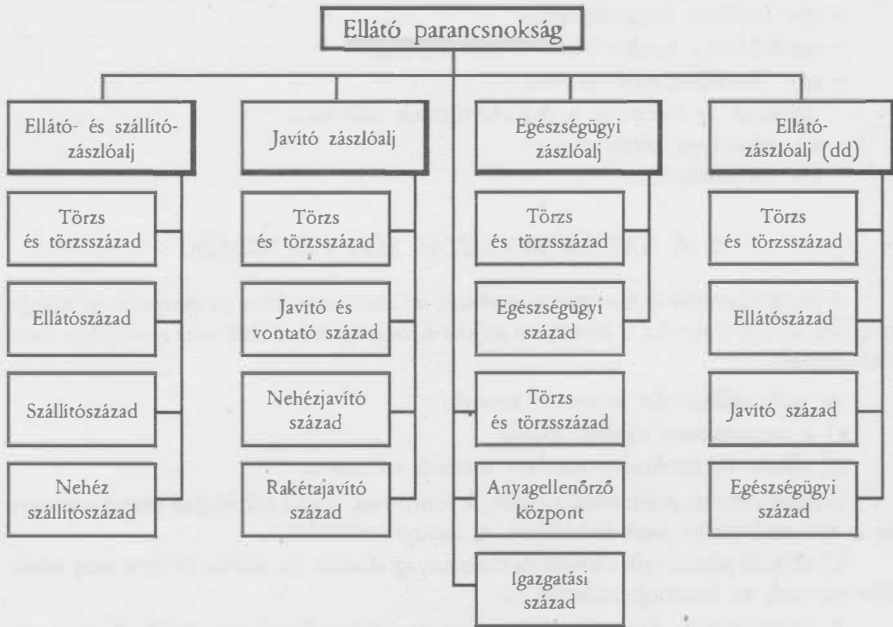 Ellátó parancsnokság
Ellátó- és szállító-
zászlóalj
Törzs
és törzsszázad
Ellátószázad
Szállítószázad
Nehéz
szállítószázad
Javító zászlóalj
Törzs
és törzsszázad
Javító és
vontató század
Nehézjavító
század
Rakétajavító
század
Egészségügyi
zászlóalj
Törzs
és törzsszázad
Egészségügyi
század
Törzs
és törzsszázad
Anyagellenőrző
központ
Igazgatási
század
Ellátó-
zászlóalj (dd)
Törzs
és törzsszázad
Ellátószázad
Javító század
Egészségügyi
század